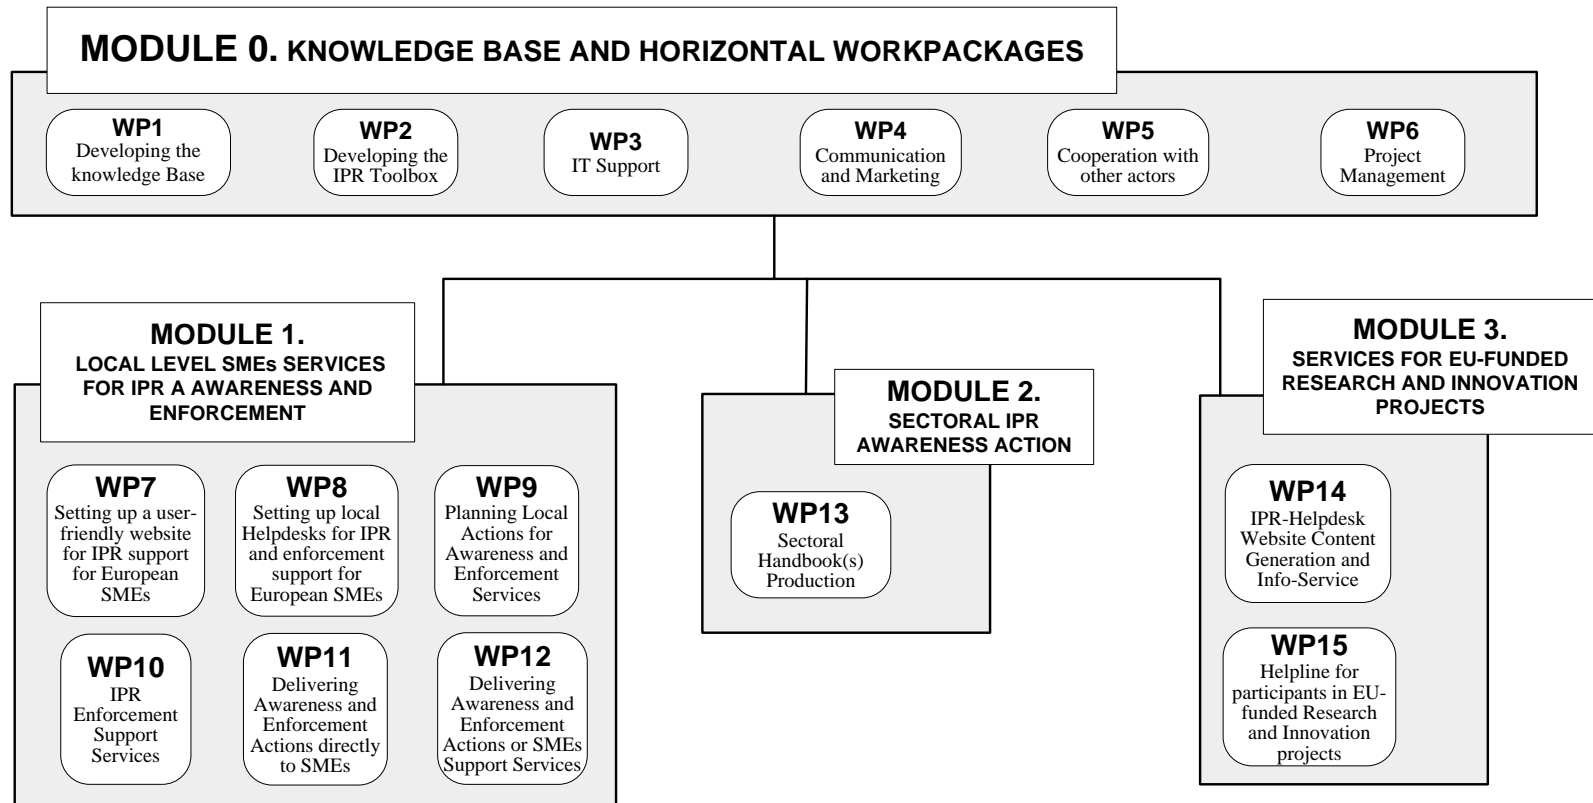 MODULE 0. KNOWLEDGE BASE AND HORIZONTAL WORKPACKAGES
WP1
Developing the
knowledge Base
WP2
Developing the
IPR Toolbox
WP3
IT Support
WP4
Communication
and Marketing
WP5
Cooperation with
other actors
WP6
Project
Management
MODULE 1.
LOCAL LEVEL SMEs SERVICES
FOR IPR A AWARENESS AND
ENFORCEMENT
WP7
Setting up a user-
friendly website
for IPR support
for European
SMEs
WP8
Setting up local
Helpdesks for IPR
and enforcement
support for
European SMEs
WP9
Planning Local
Actions for
Awareness and
Enforcement
Services
WP10
IPR
Enforcement
Support
Services
WP11
Delivering
Awareness and
Enforcement
Actions directly
to SMEs
WP12
Delivering
Awareness and
Enforcement
Actions or SMEs
Support Services
MODULE 2.
SECTORAL IPR
AWARENESS ACTION
WP13
Sectoral
Handbook(s)
Production
MODULE 3.
SERVICES FOR EU-FUNDED
RESEARCH AND INNOVATION
PROJECTS
WP14
IPR-Helpdesk
Website Content
Generation and
Info-Service
WP15
Helpline for
participants in EU-
funded Research
and Innovation
projects